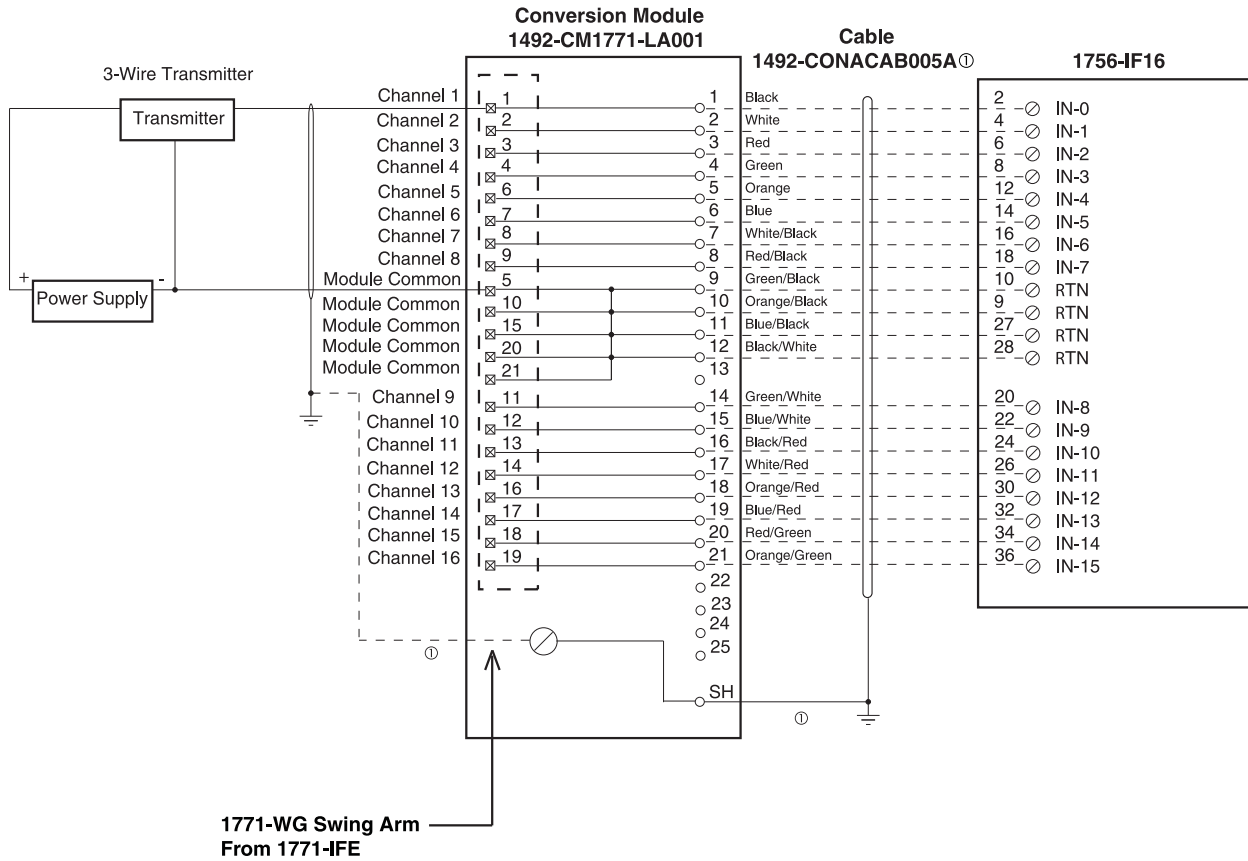 Conversion Module
1492-CM1771-LA001
Cable
1492-CONACAB005A①
1756-IF16
3-Wire Transmitter
Transmitter
+
-
Power Supply
Channel 1 1 1 Black 2 IN-0
Channel 2 2 2 White 4 IN-1
Channel 3 3 3 Red 6 IN-2
Channel 4 4 4 Green 8 IN-3
Channel 5 6 5 Orange 12 IN-4
Channel 6 7 6 Blue 14 IN-5
Channel 7 8 7 White/Black 16 IN-6
Channel 8 9 8 Red/Black 18 IN-7
Module Common 5 9 Green/Black 10 RTN
Module Common 10 10 Orange/Black 9 RTN
Module Common 15 11 Blue/Black 27 RTN
Module Common 20 12 Black/White 28 RTN
Module Common 21 13
Channel 9 11 14 Green/White 20 IN-8
Channel 10 12 15 Blue/White 22 IN-9
Channel 11 13 16 Black/Red 24 IN-10
Channel 12 14 17 White/Red 26 IN-11
Channel 13 16 18 Orange/Red 30 IN-12
Channel 14 17 19 Blue/Red 32 IN-13
Channel 15 18 20 Red/Green 34 IN-14
Channel 16 19 21 Orange/Green 36 IN-15
22
23
24
25
①
SH
①
1771-WG Swing Arm
From 1771-IFE